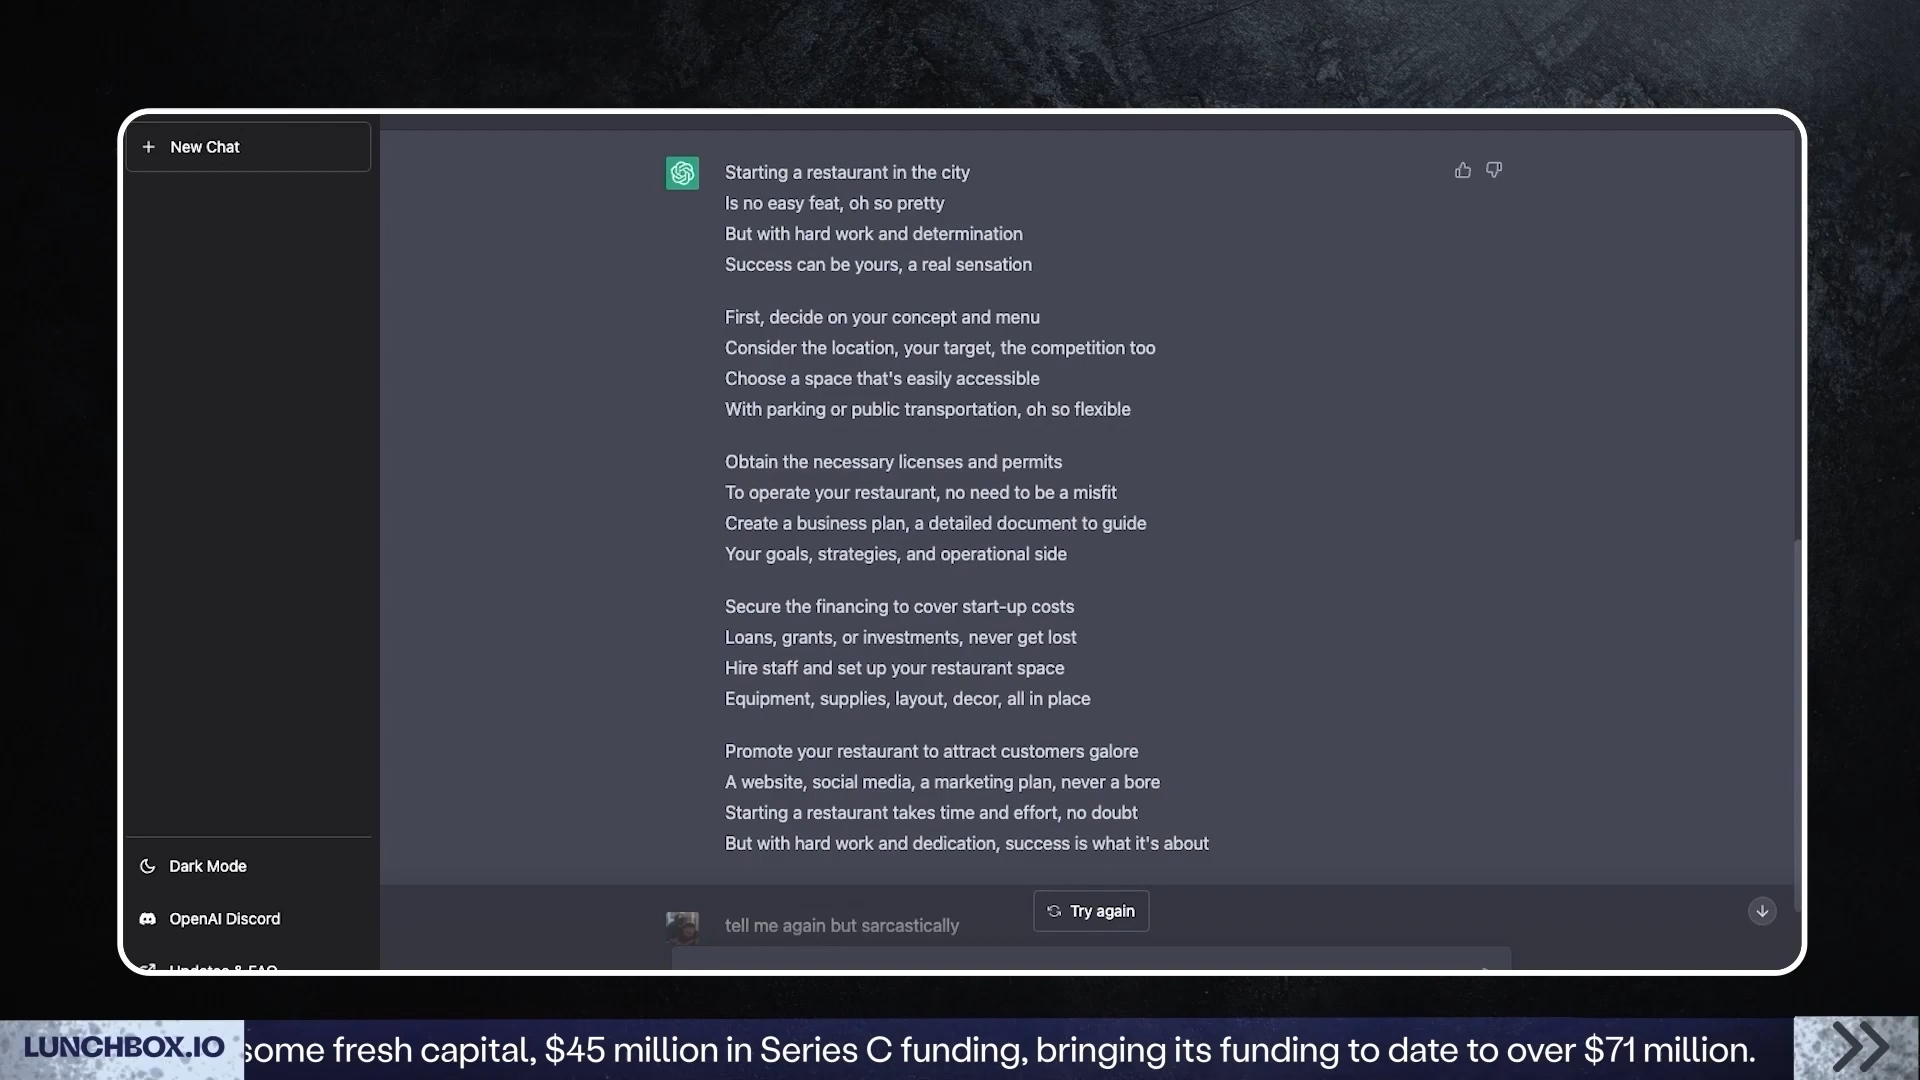 New Chat
Starting a restaurant in the city
Is no easy feat, oh so pretty
But with hard work and determination
Success can be yours, a real sensation
First, decide on your concept and menu
Consider the location, your target, the competition too
Choose a space that's easily accessible
With parking or public transportation, oh so flexible
Obtain the necessary licenses and permits
To operate your restaurant, no need to be a misfit
Create a business plan, a detailed document to guide
Your goals, strategies, and operational side
Secure the financing to cover start-up costs
Loans, grants, or investments, never get lost
Hire staff and set up your restaurant space
Equipment, supplies, layout, decor, all in place
Promote your restaurant to attract customers galore
A website, social media, a marketing plan, never a bore
Starting a restaurant takes time and effort, no doubt
But with hard work and dedication, success is what it's about
Dark Mode
OpenAI Discord
Updates & FAQ
Try again
tell me again but sarcastically
LUNCHBOX.IO
some fresh capital, $45 million in Series C funding, bringing its funding to date to over $71 million.